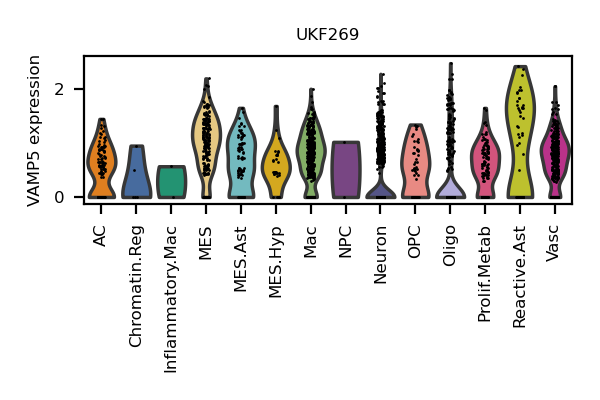 UKF269
VAMP5 expression
2
0
AC
Chromatin.Reg
Inflammatory.Mac
MES
MES.Ast
MES.Hyp
Mac
NPC
Neuron
OPC
Oligo
Prolif.Metab
Reactive.Ast
Vasc